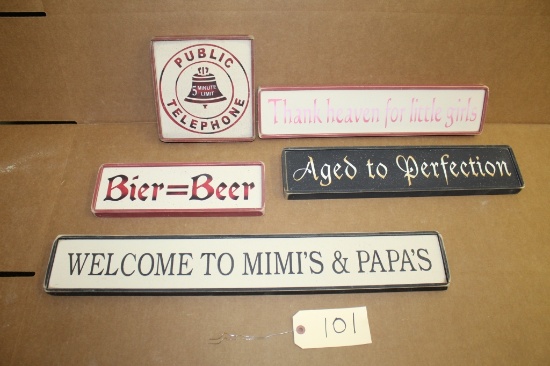 PUBLIC
5 MINUTE
LIMIT
TELEPHONE
Thank heaven for little girls
Bier=Beer
Aged to Perfection
WELCOME TO MIMI'S & PAPA'S
101